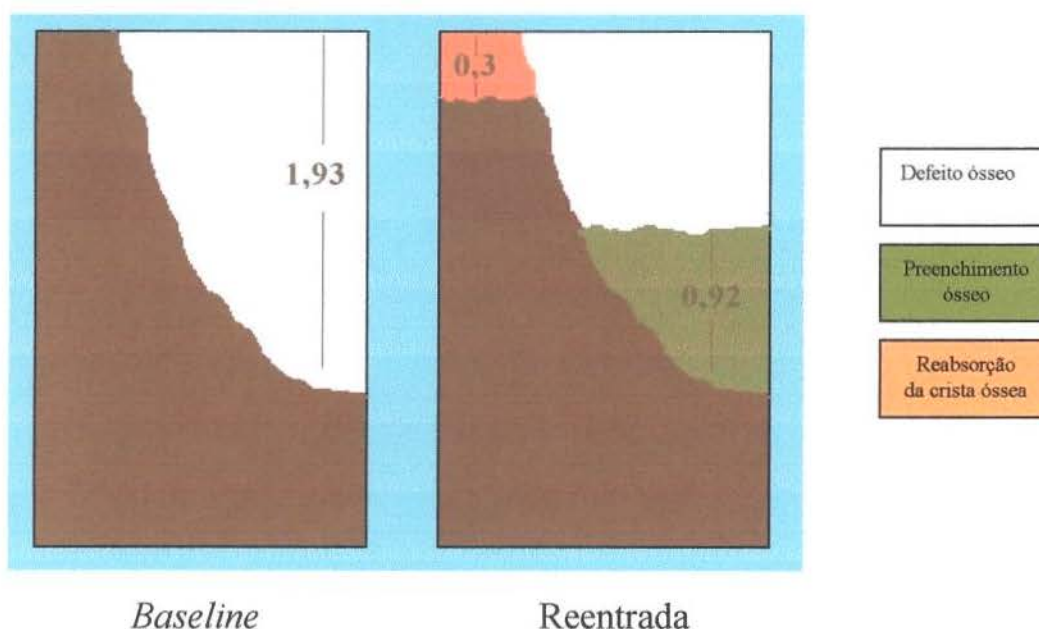 0,3
1,93
0,92
Defeito ósseo
Preenchimento
ósseo
Reabsorção
da crista óssea
Baseline
Reentrada